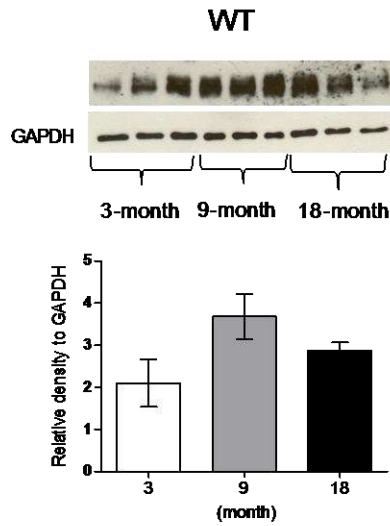 WT
GAPDH
3-month 9-month 18-month
Relative density to GAPDH
5
4
3
2
1
0
3 9 18
(month)